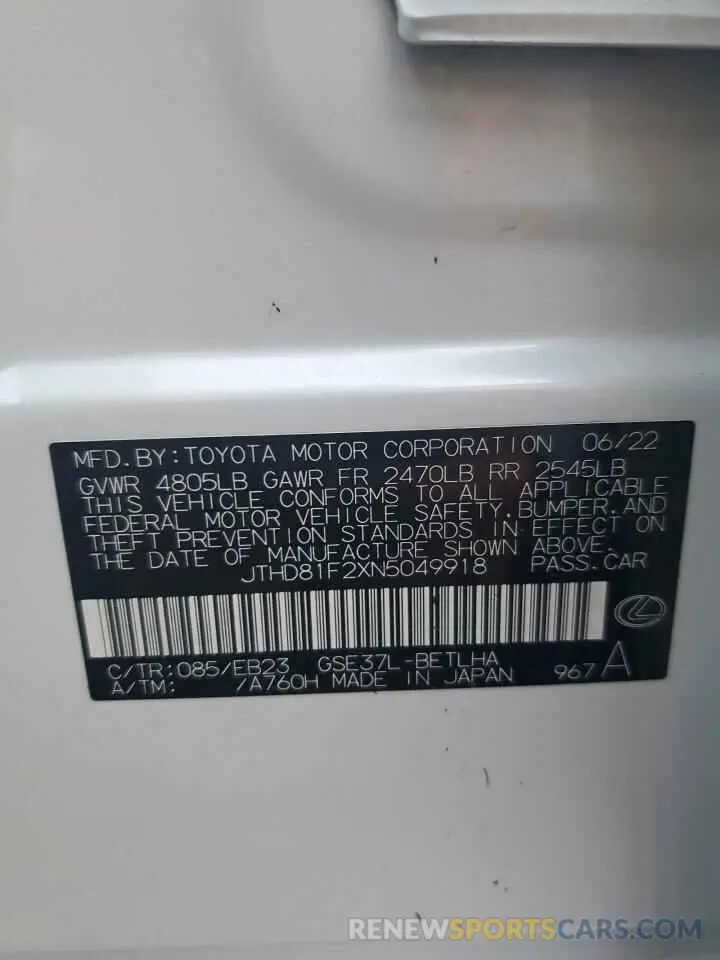 MFD.BY:TOYOTA MOTOR CORPORATION 06/22
GVWR 4805LB GAWR FR 2470LB RR 2545LB
THIS VEHICLE CONFORMS TO ALL APPLICABLE
FEDERAL MOTOR VEHICLE SAFETY,BUMPER,AND
THEFT PREVENTION STANDARDS IN EFFECT ON
THE DATE OF MANUFACTURE SHOWN ABOVE.
JTHD81F2XN5049918 PASS.CAR
C/TR:085/EB23 GSE37L-BETLHA
A/TM: /A760H MADE IN JAPAN 967 A
RENEWSPORTSCARS.COM